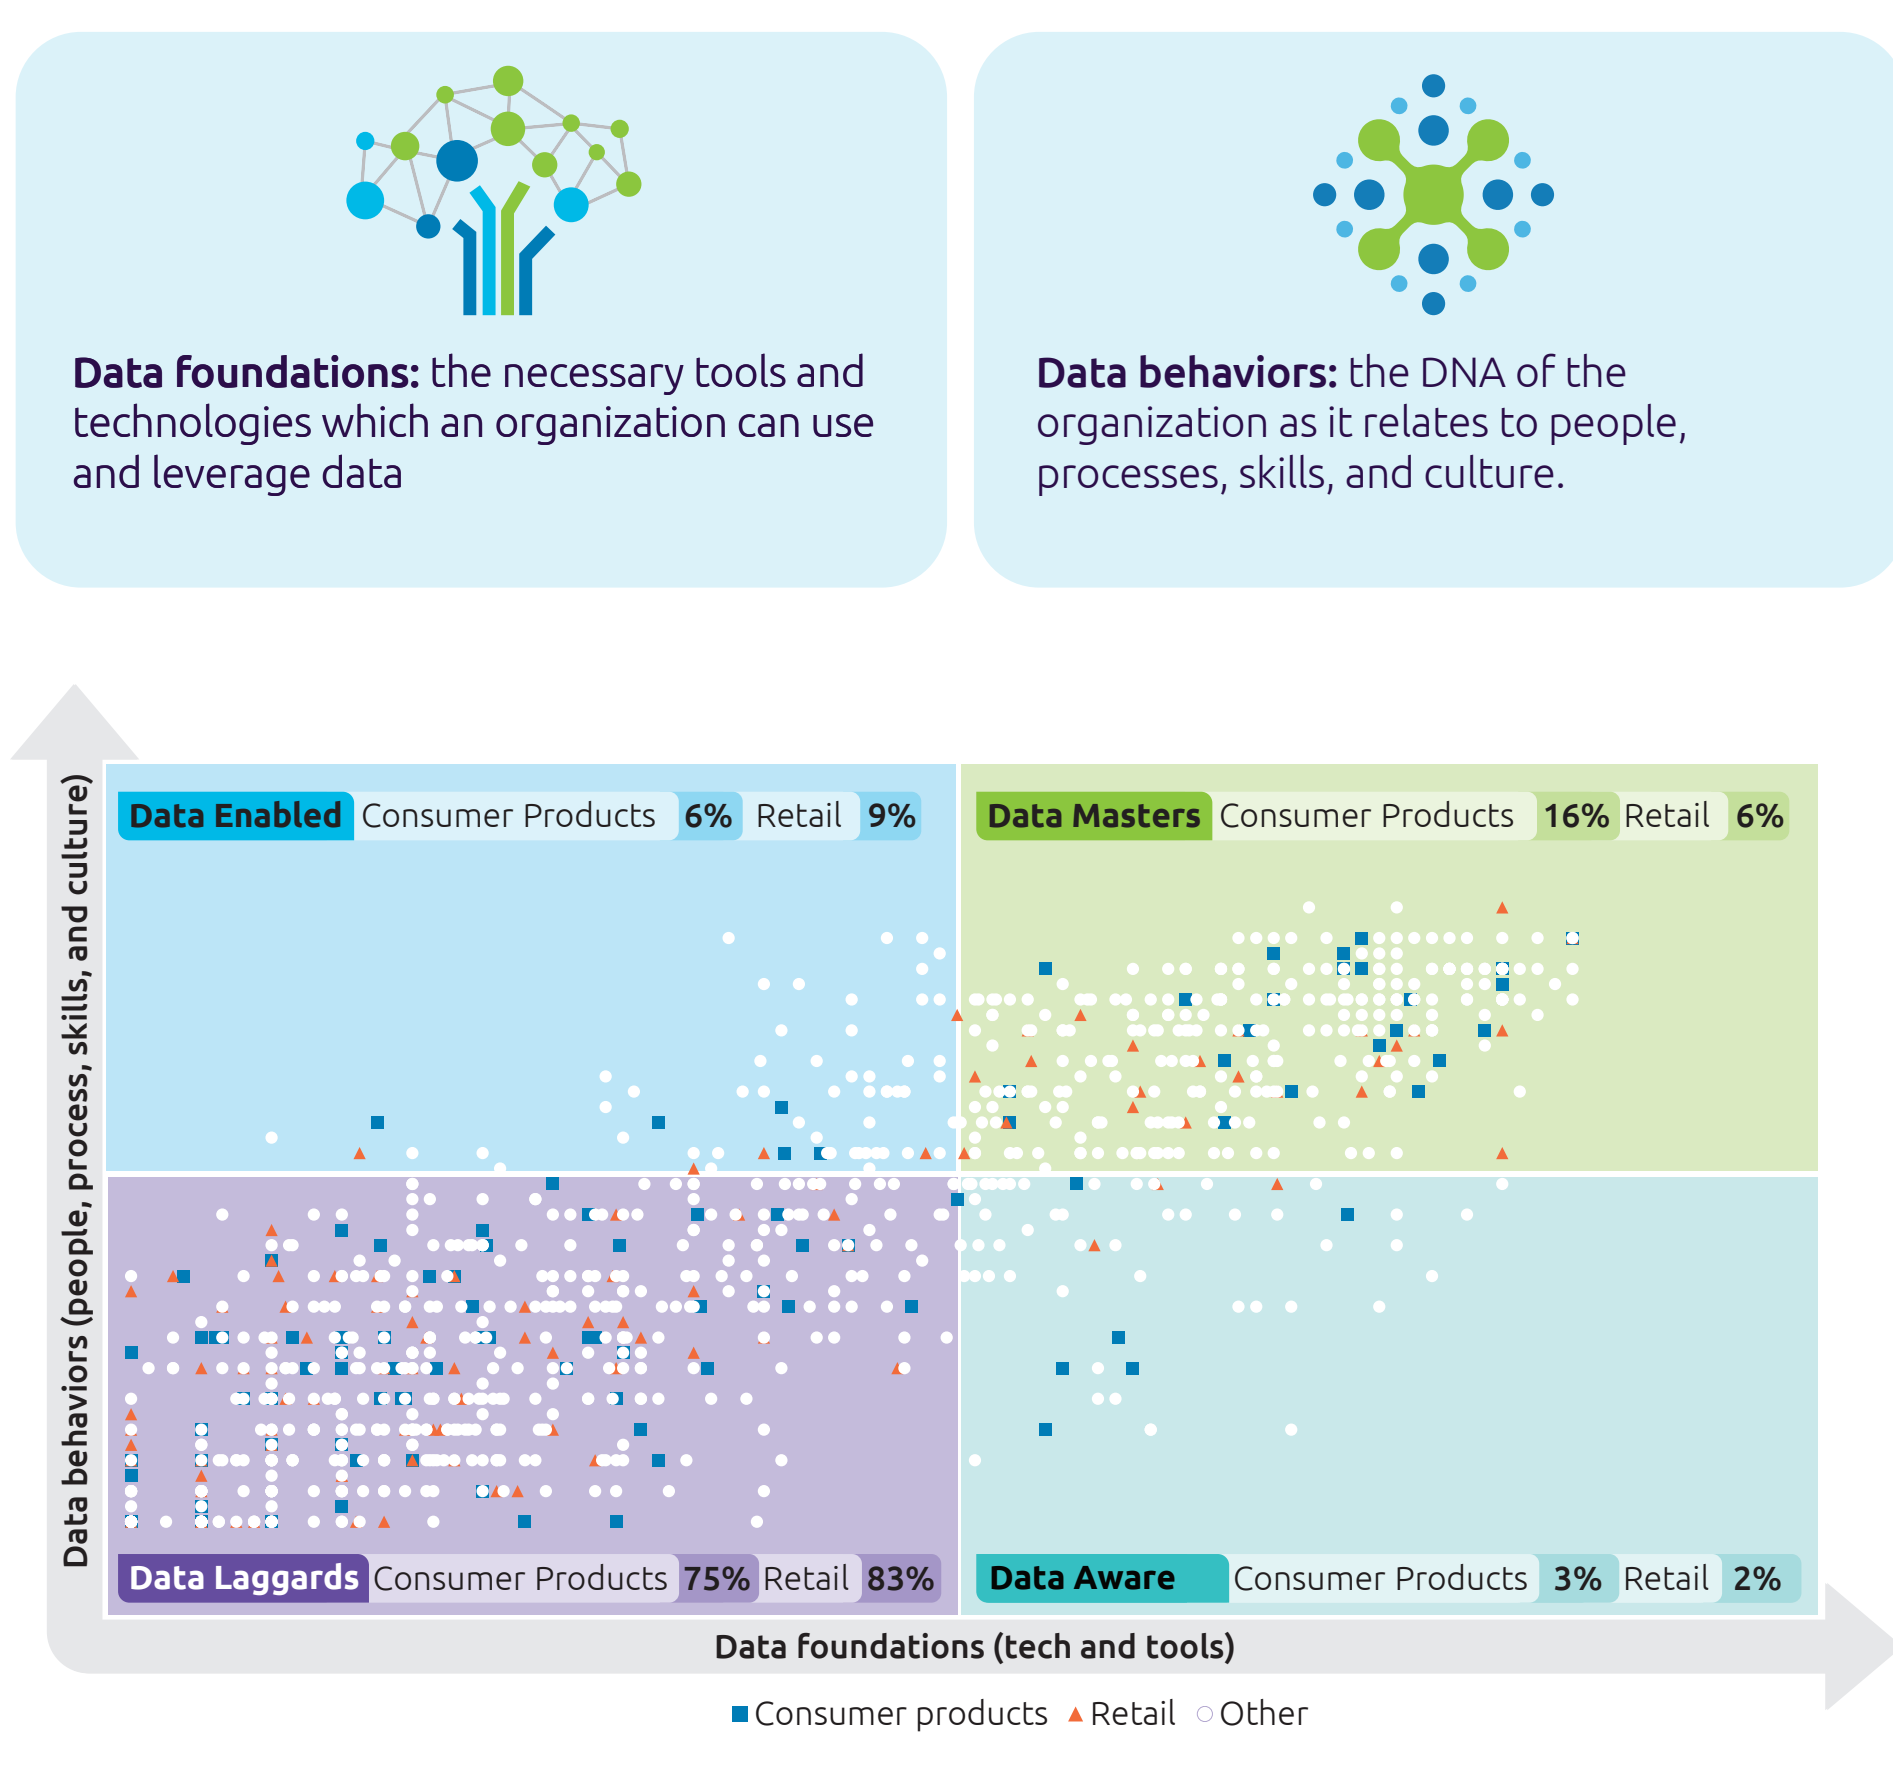 Data foundations: the necessary tools and
technologies which an organization can use
and leverage data
Data behaviors: the DNA of the
organization as it relates to people,
processes, skills, and culture.
Data behaviors (people, process, skills, and culture)
Data Enabled Consumer Products 6% Retail 9%
Data Masters Consumer Products 16% Retail 6%
Data Laggards Consumer Products 75% Retail 83%
Data Aware Consumer Products 3% Retail 2%
Data foundations (tech and tools)
Consumer products Retail Other